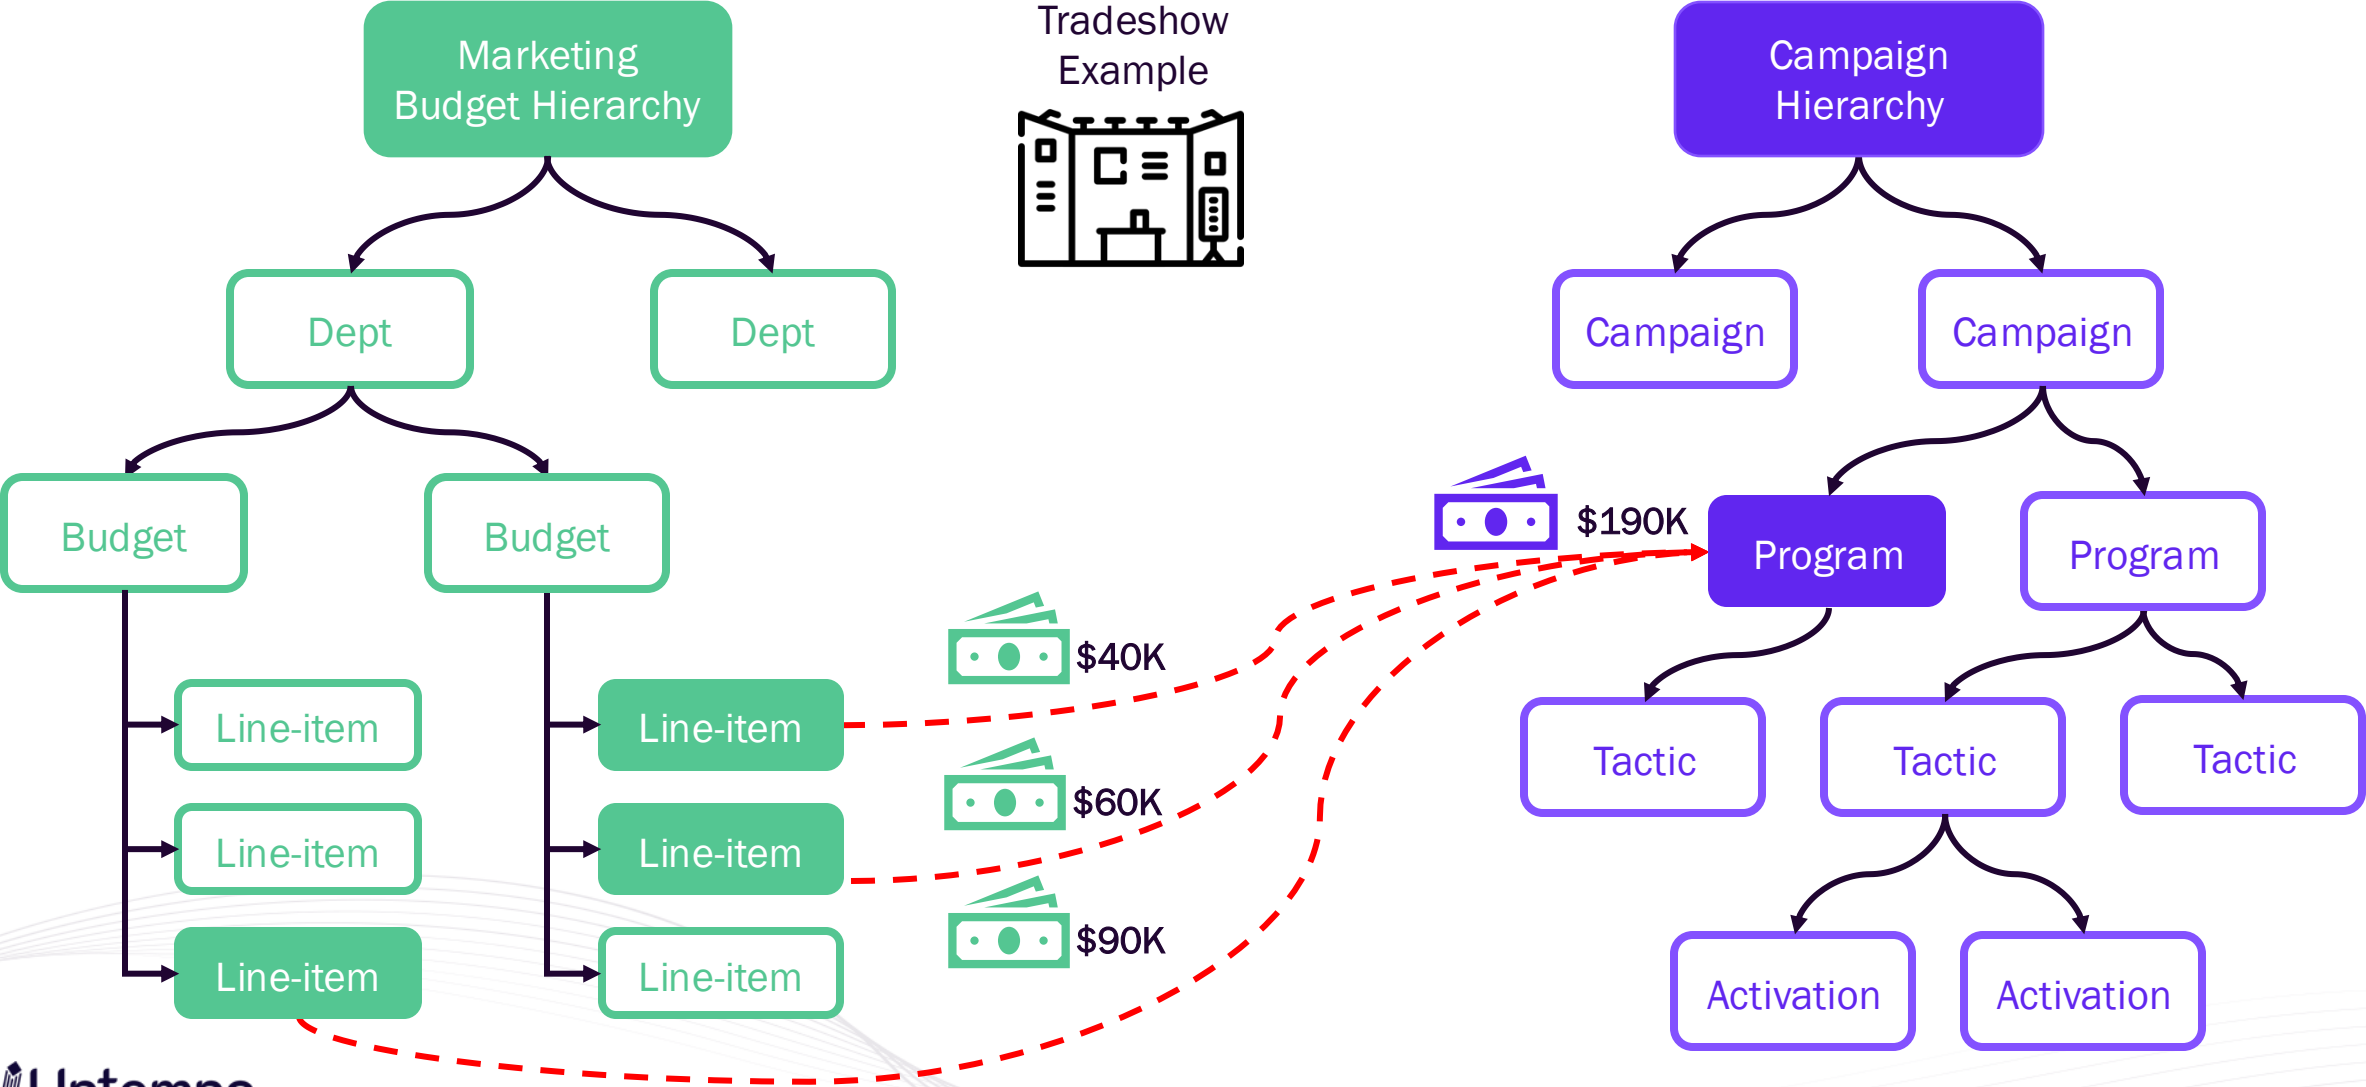 Marketing
Budget Hierarchy
Tradeshow
Example
Campaign
Hierarchy
Dept
Dept
Campaign
Campaign
Budget
Budget
$190K
Program
Program
$40K
Line-item
Line-item
Tactic
Tactic
Tactic
$60K
Line-item
Line-item
$90K
Line-item
Line-item
Activation
Activation